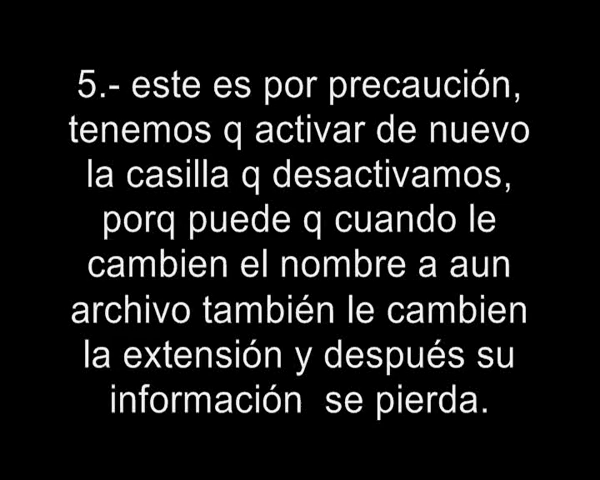 5.- este es por precaución,
tenemos q activar de nuevo
la casilla q desactivamos,
porq puede q cuando le
cambien el nombre a aun
archivo también le cambien
la extensión y después su
información  se pierda.